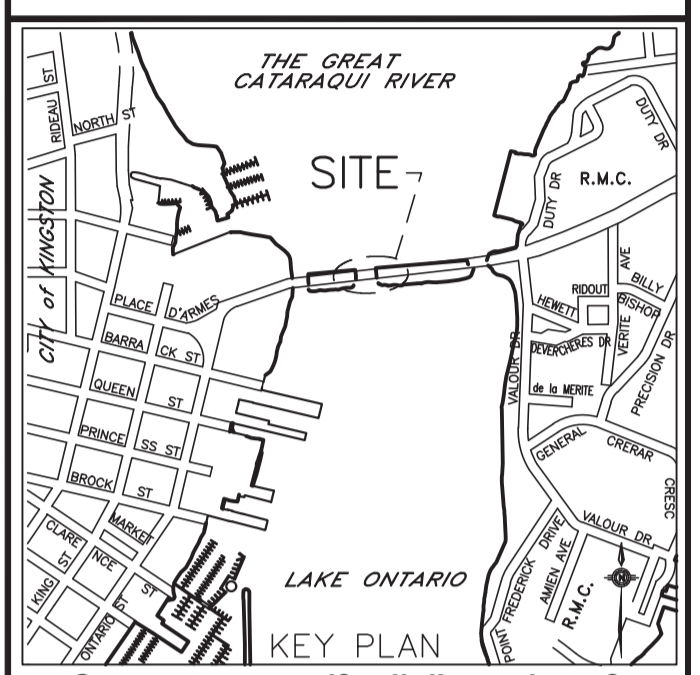 THE GREAT
CATARAQUI RIVER
RIDEAU ST
NORTH ST
SITE
DUTY DR
DUTY DR
R.M.C.
CITY of KINGSTON
PLACE D'ARMES
BARRA CK ST
QUEEN ST
PRINCE SS ST
BROCK ST
MARKET ST
CLARE NCE ST
KING ST
ONTARIO ST
AVE
VERITE
RIDOUT
BILLY
BISHOP
HEWETT
DEVERCHERES DR
de la MERITE
VALOUR DR
PRECISION DR
GENERAL
CRERAR
CRESC
VALOUR DR
POINT FREDERICK DRIVE
AMIEN AVE
R.M.C.
LAKE ONTARIO
KEY PLAN